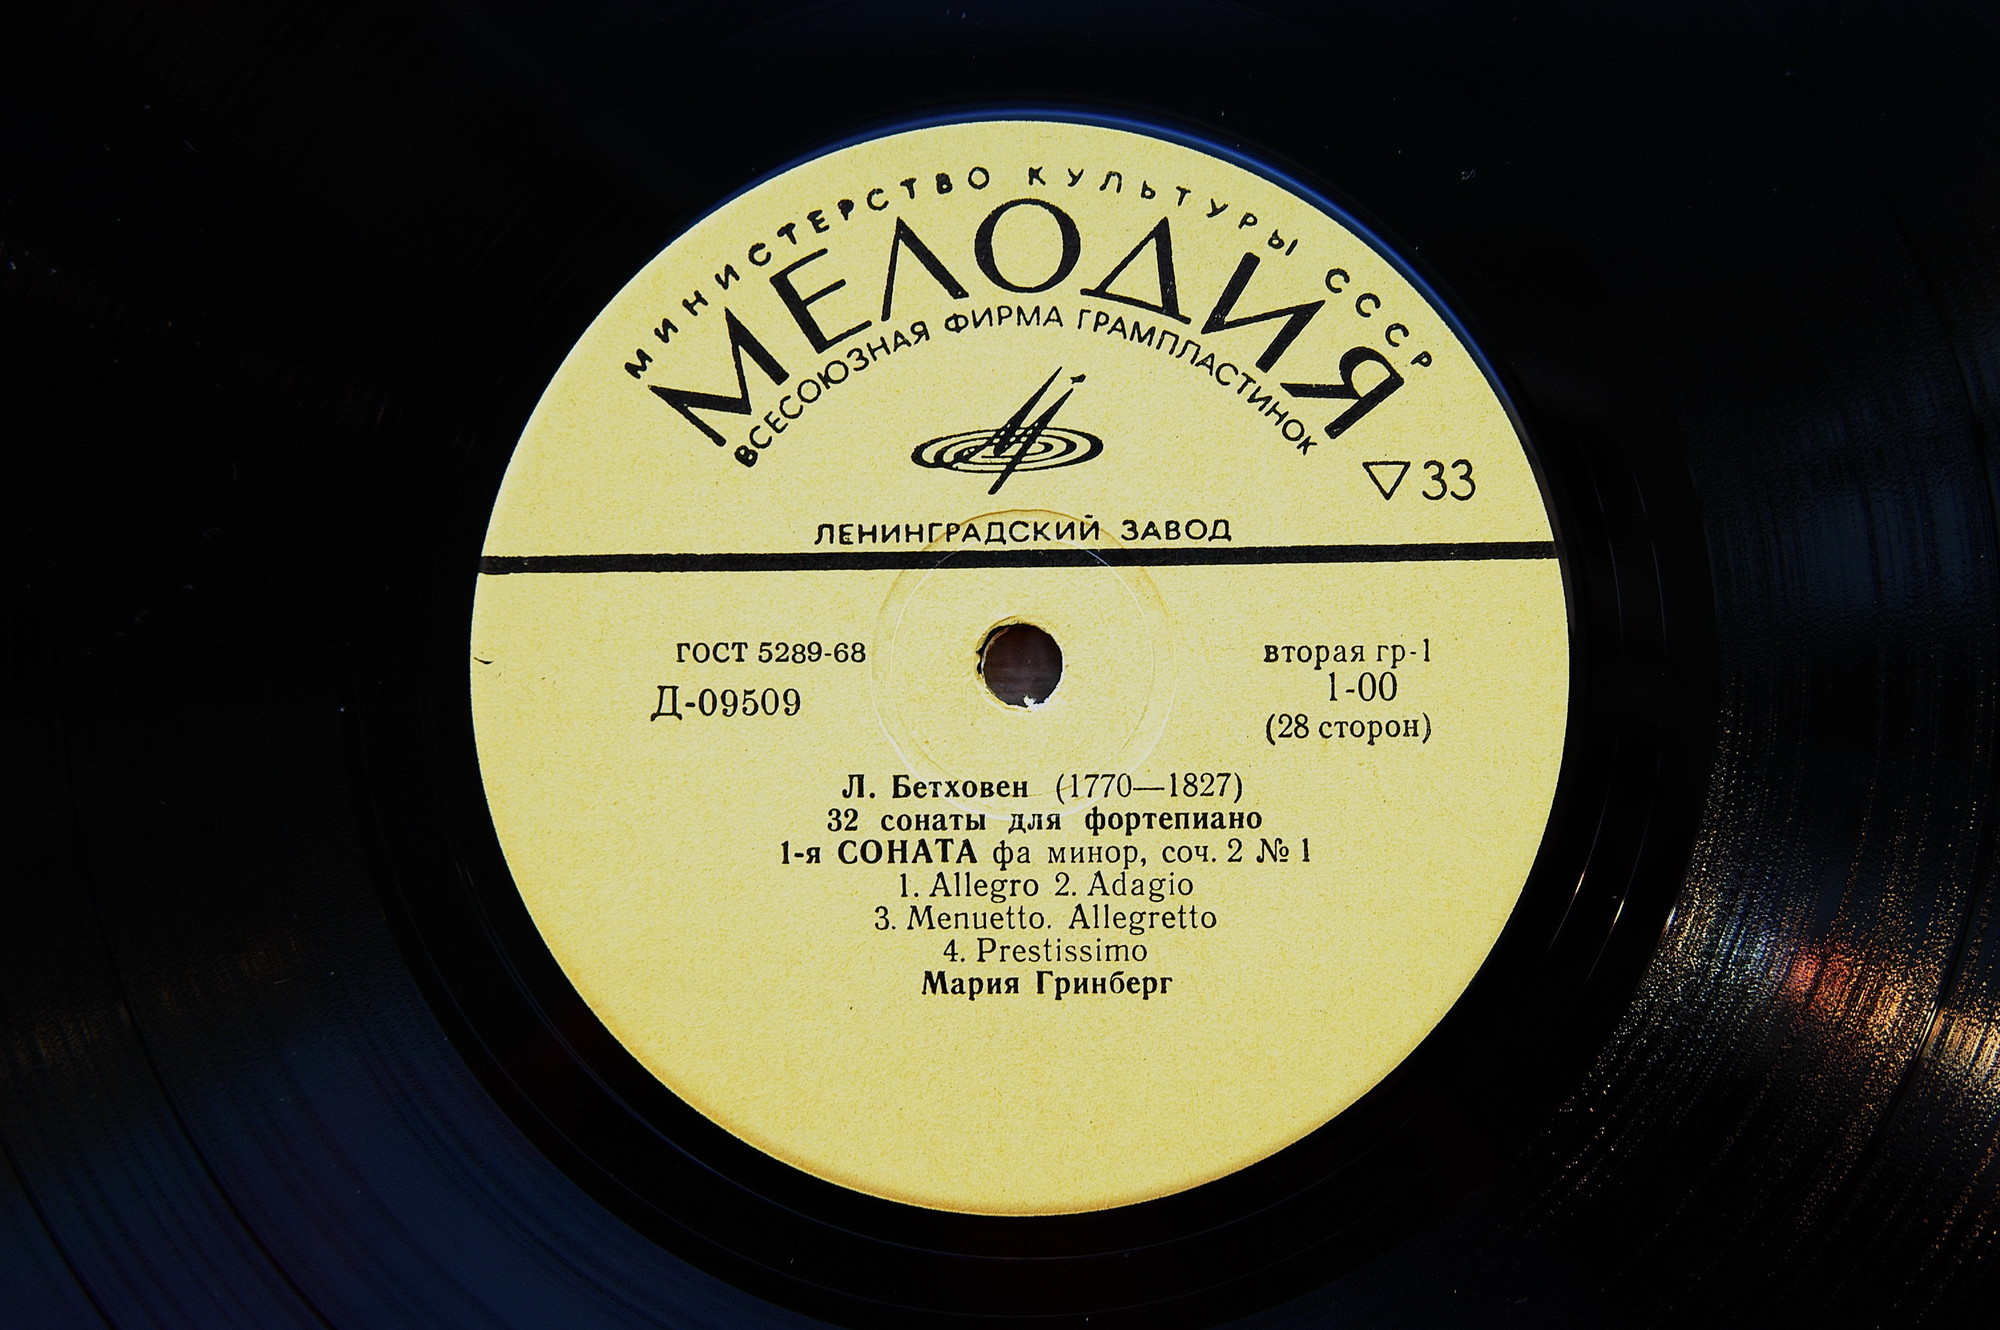 МИНИСТЕРСТВО КУЛЬТУРЫ СССР
МЕЛОДИЯ
ВСЕСОЮЗНАЯ ФИРМА ГРАМПЛАСТИНОК
▽33
ЛЕНИНГРАДСКИЙ ЗАВОД
ГОСТ 5289-68
Д-09509
вторая гр-1
1-00
(28 сторон)
Л. Бетховен (1770—1827)
32 сонаты для фортепиано
1-я СОНАТА фа минор, соч. 2 № 1
1. Allegro 2. Adagio
3. Menuetto. Allegretto
4. Prestissimo
Мария Гринберг